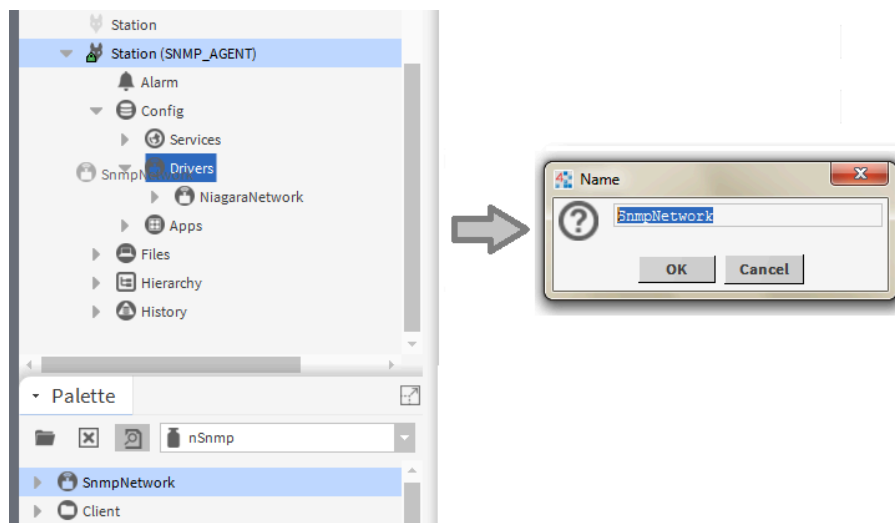 Station
Station (SNMP_AGENT)
Alarm
Config
Services
Drivers
NiagaraNetwork
Apps
Files
Hierarchy
History
Palette
nSnmp
SnmpNetwork
Client
Name
SnmpNetwork
OK Cancel